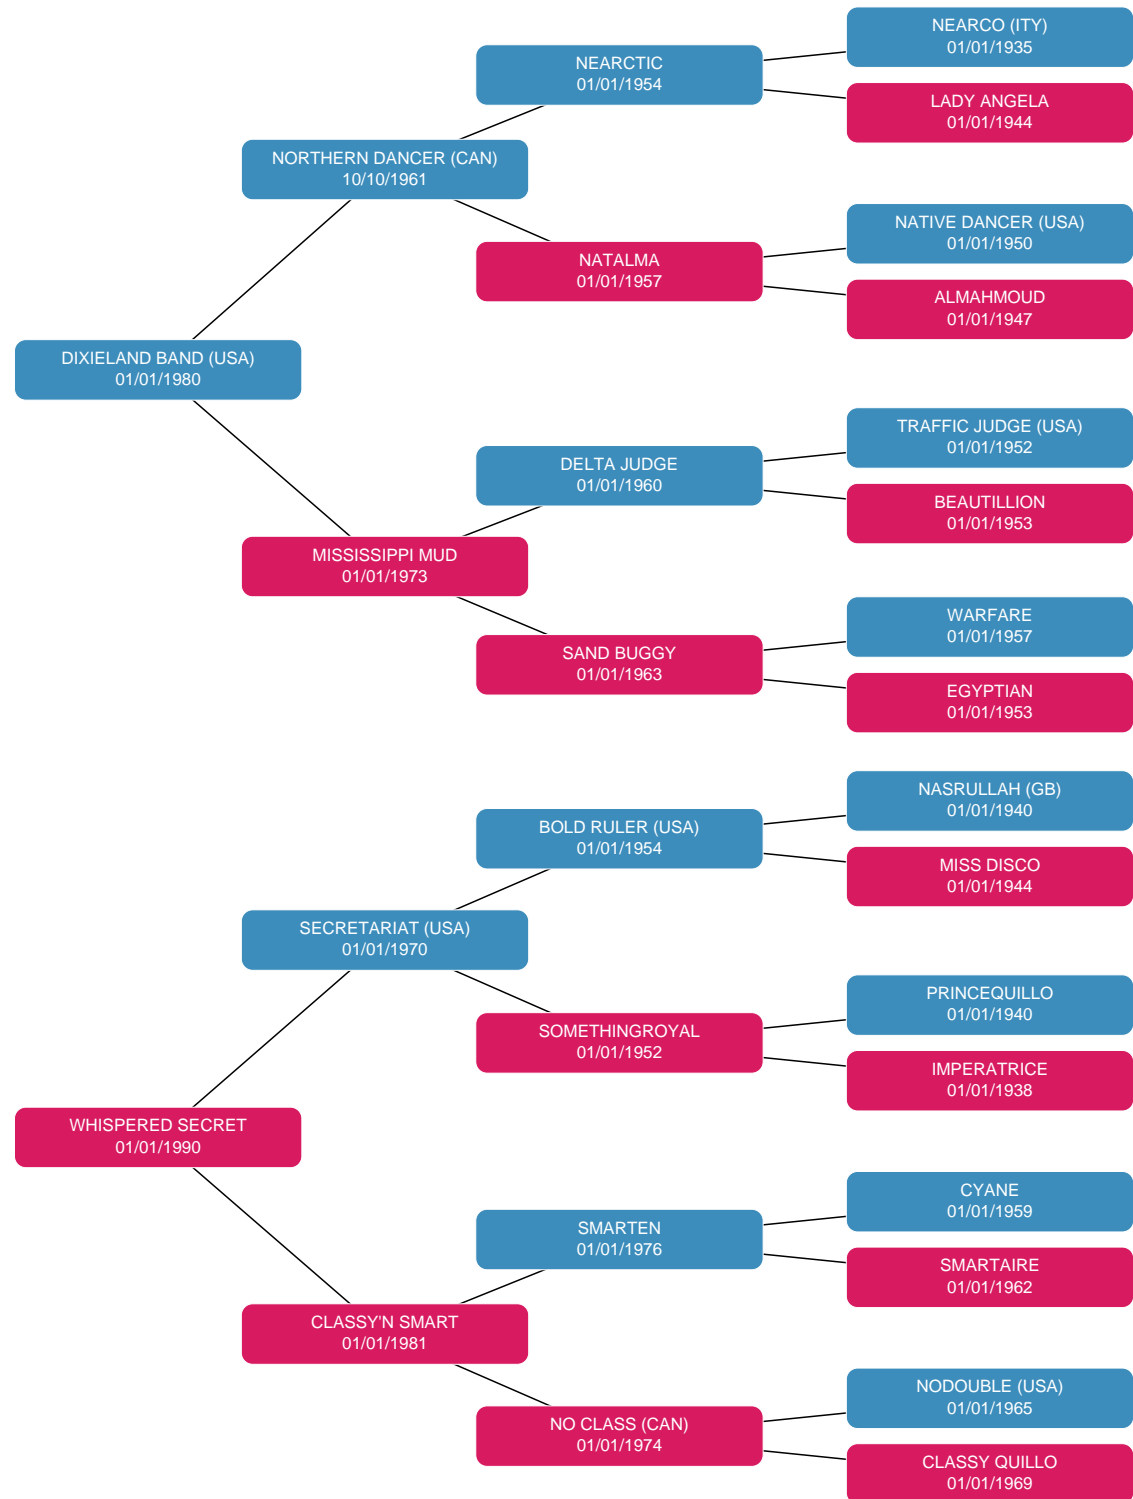 NEARCO (ITY)
01/01/1935
NEARCTIC
01/01/1954
LADY ANGELA
01/01/1944
NORTHERN DANCER (CAN)
10/10/1961
NATIVE DANCER (USA)
01/01/1950
NATALMA
01/01/1957
ALMAHMOUD
01/01/1947
DIXIELAND BAND (USA)
01/01/1980
TRAFFIC JUDGE (USA)
01/01/1952
DELTA JUDGE
01/01/1960
BEAUTILLION
01/01/1953
MISSISSIPPI MUD
01/01/1973
WARFARE
01/01/1957
SAND BUGGY
01/01/1963
EGYPTIAN
01/01/1953
NASRULLAH (GB)
01/01/1940
BOLD RULER (USA)
01/01/1954
MISS DISCO
01/01/1944
SECRETARIAT (USA)
01/01/1970
PRINCEQUILLO
01/01/1940
SOMETHINGROYAL
01/01/1952
IMPERATRICE
01/01/1938
WHISPERED SECRET
01/01/1990
CYANE
01/01/1959
SMARTEN
01/01/1976
SMARTAIRE
01/01/1962
CLASSY'N SMART
01/01/1981
NODOUBLE (USA)
01/01/1965
NO CLASS (CAN)
01/01/1974
CLASSY QUILLO
01/01/1969